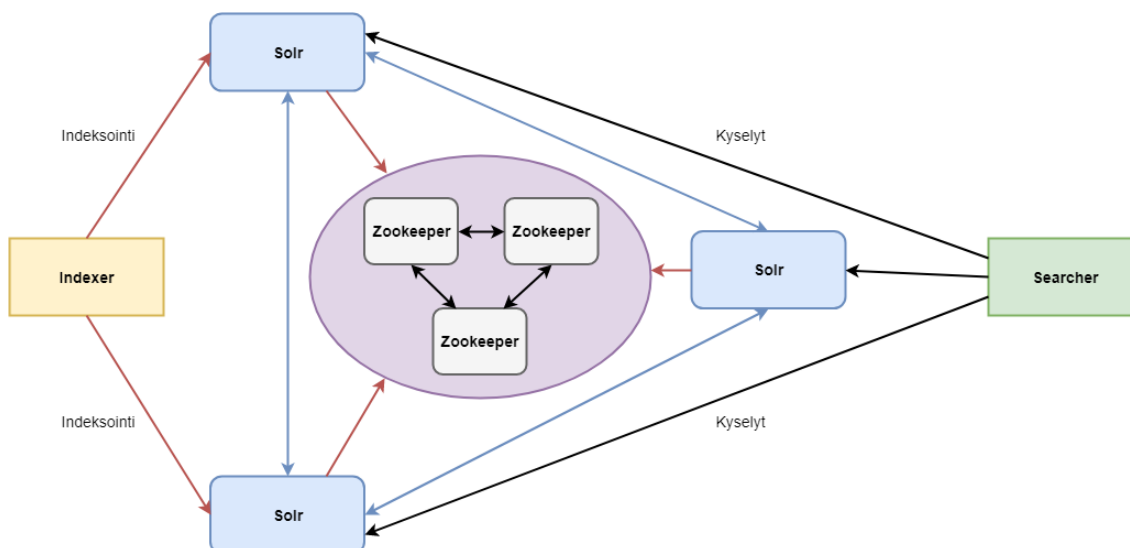 Solr
Indeksointi
Kyselyt
Zookeeper
Zookeeper
Indexer
Solr
Searcher
Zookeeper
Indeksointi
Kyselyt
Solr